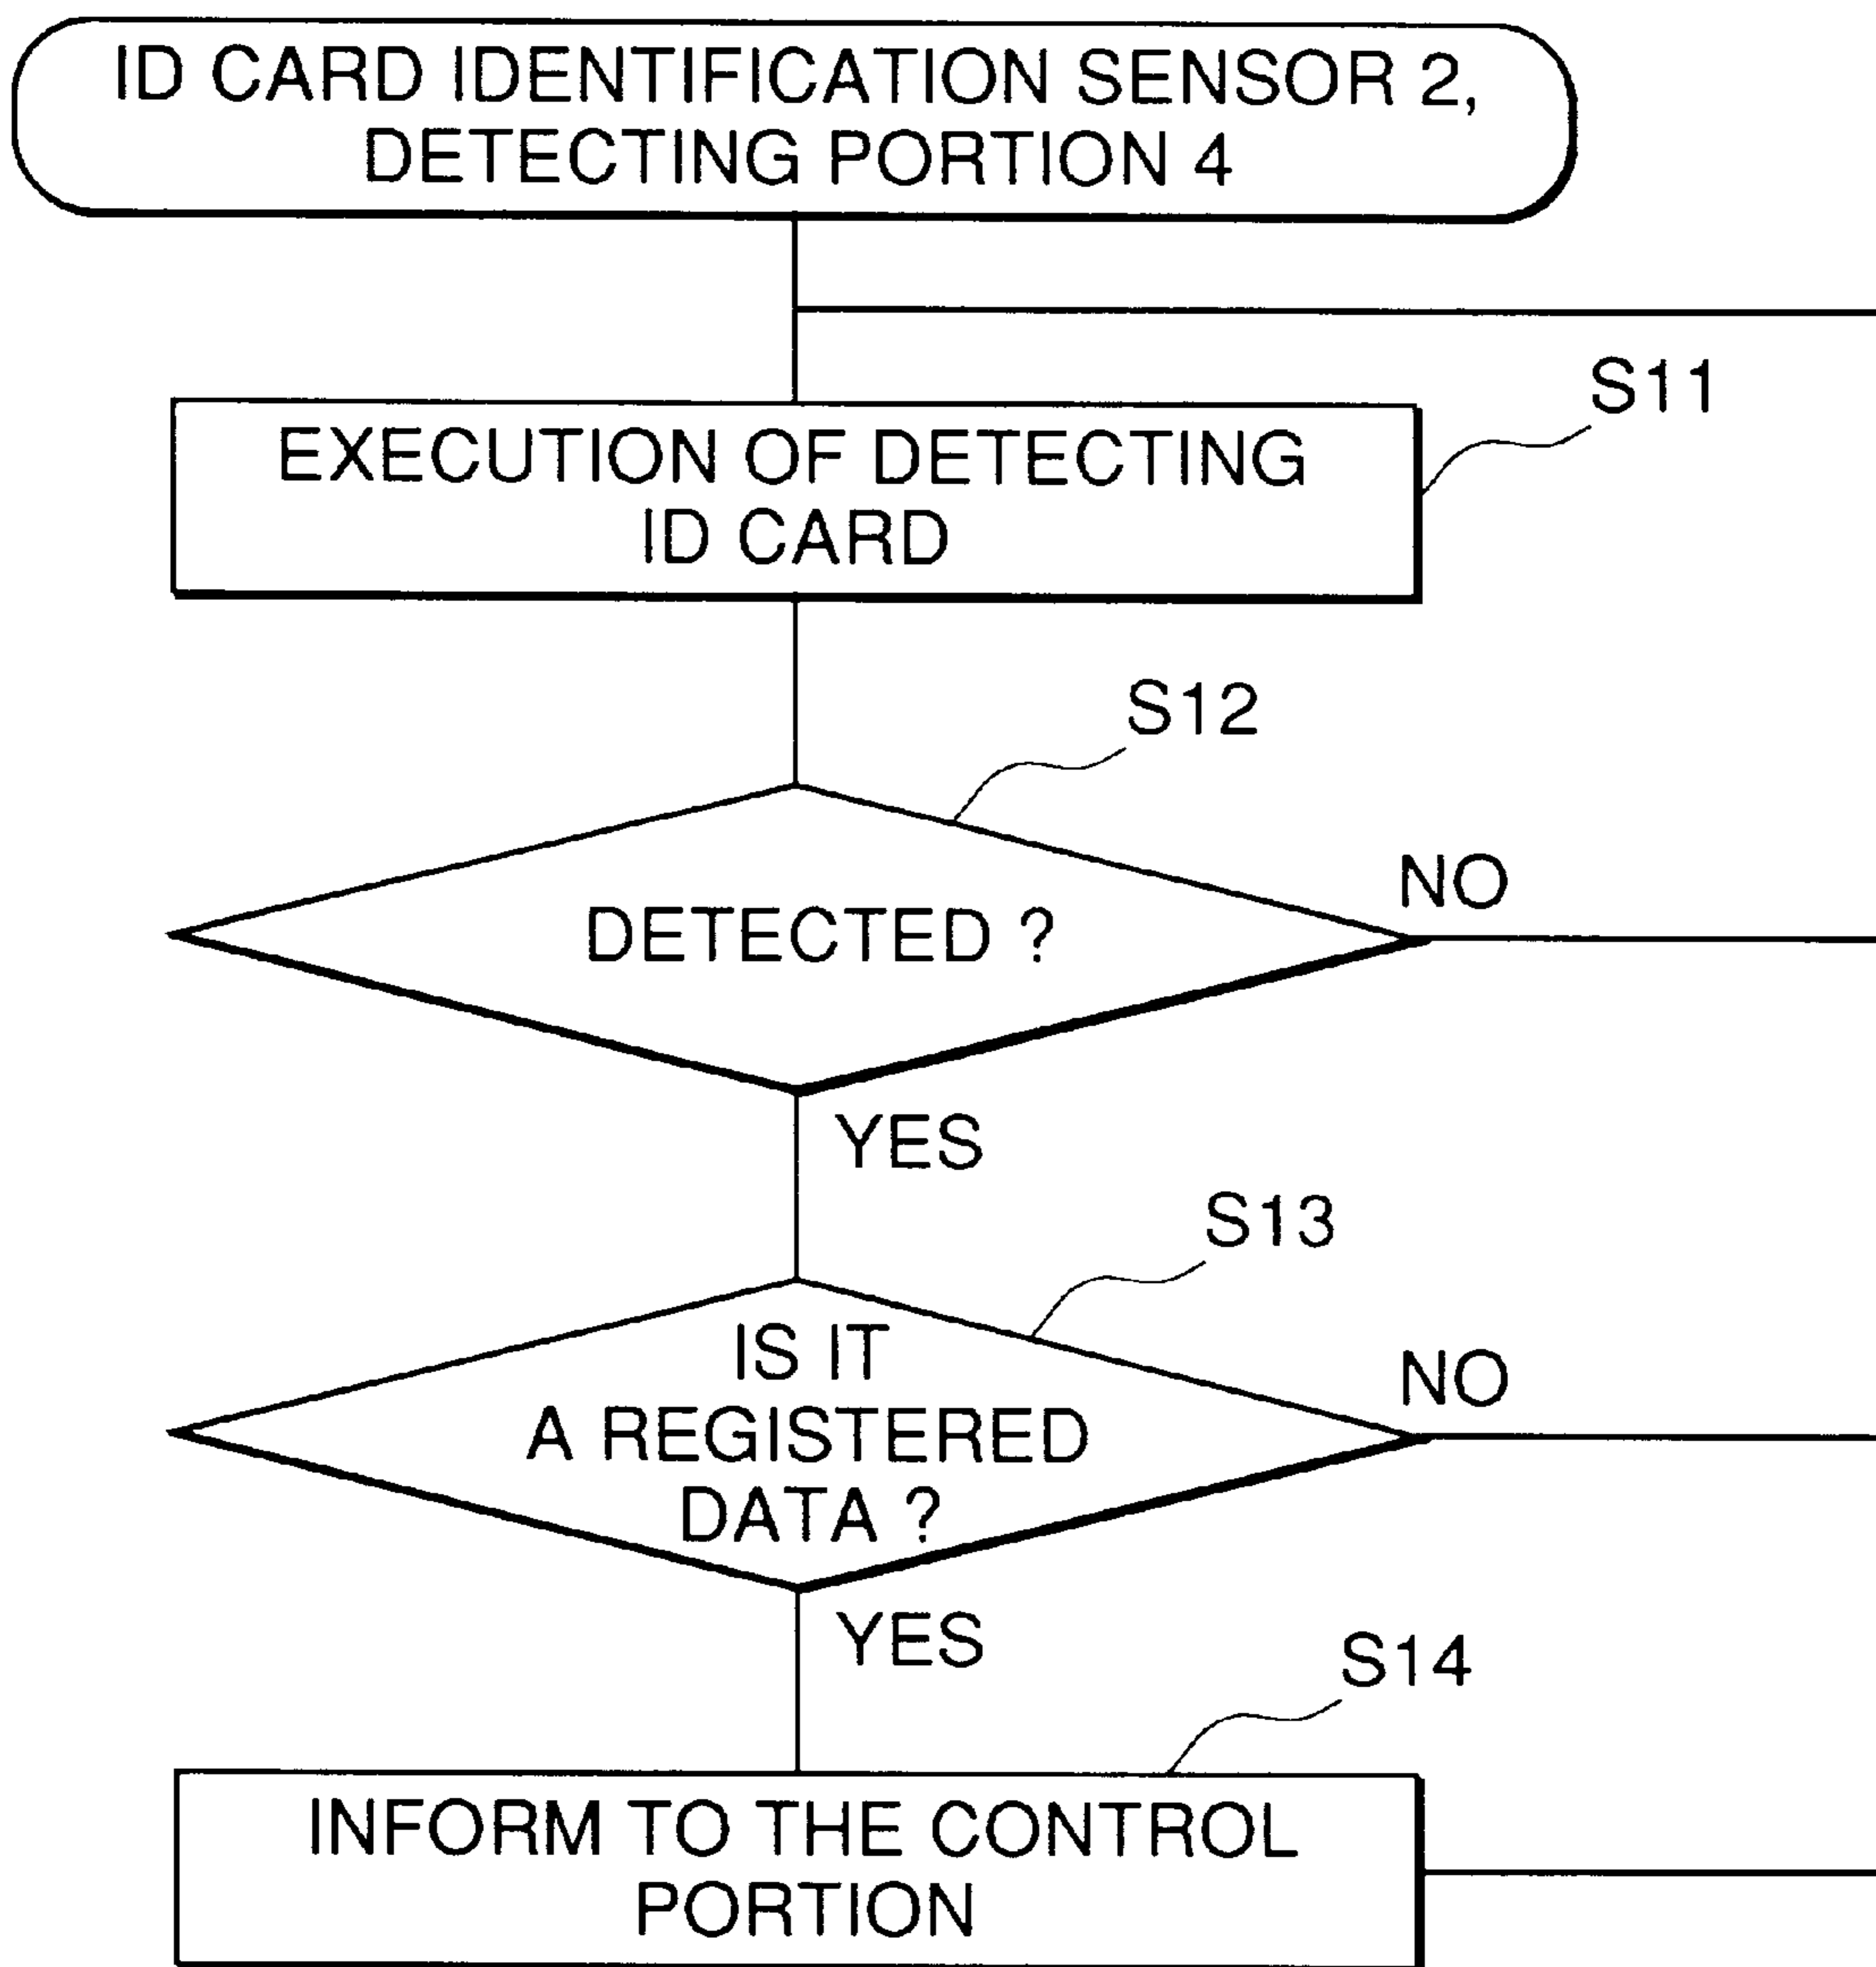 ID CARD IDENTIFICATION SENSOR 2,
DETECTING PORTION 4
S11
EXECUTION OF DETECTING
ID CARD
S12
NO
DETECTED ?
YES
S13
IS IT
NO
A REGISTERED
DATA ?
YES
S14
INFORM TO THE CONTROL
PORTION